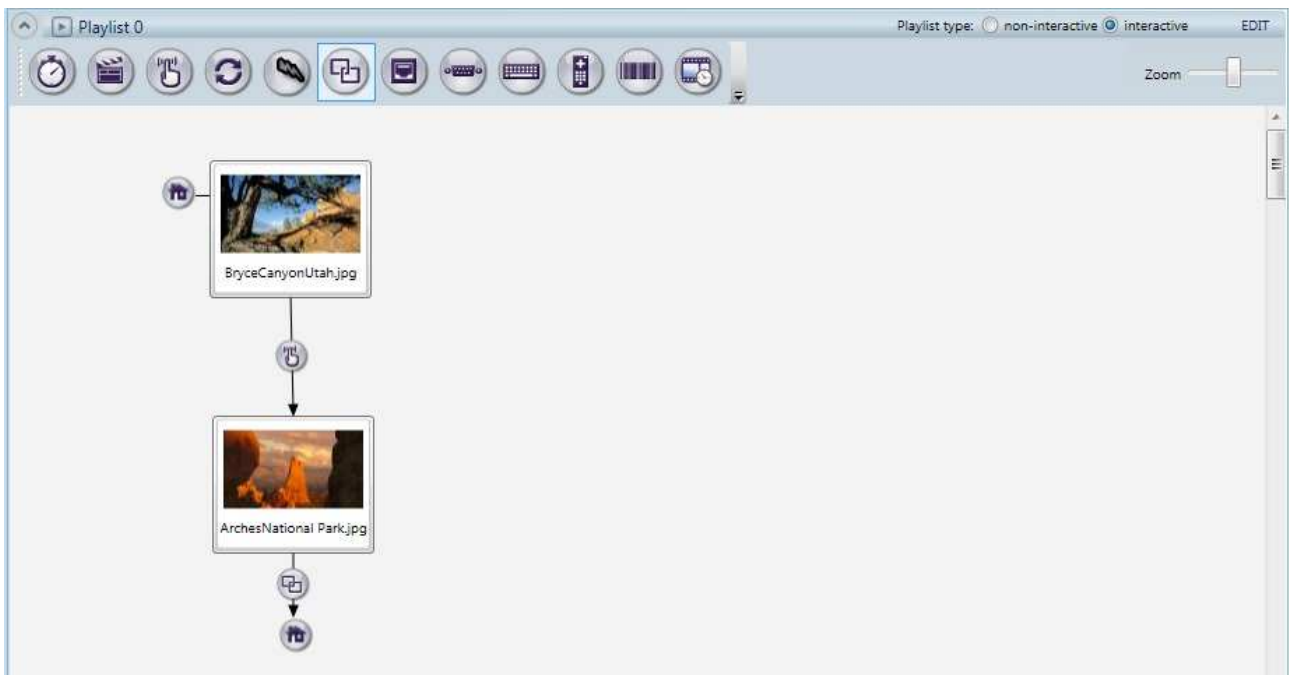 Playlist 0
Playlist type: non-interactive interactive EDIT
Zoom
BryceCanyonUtah.jpg
ArchesNational Park.jpg